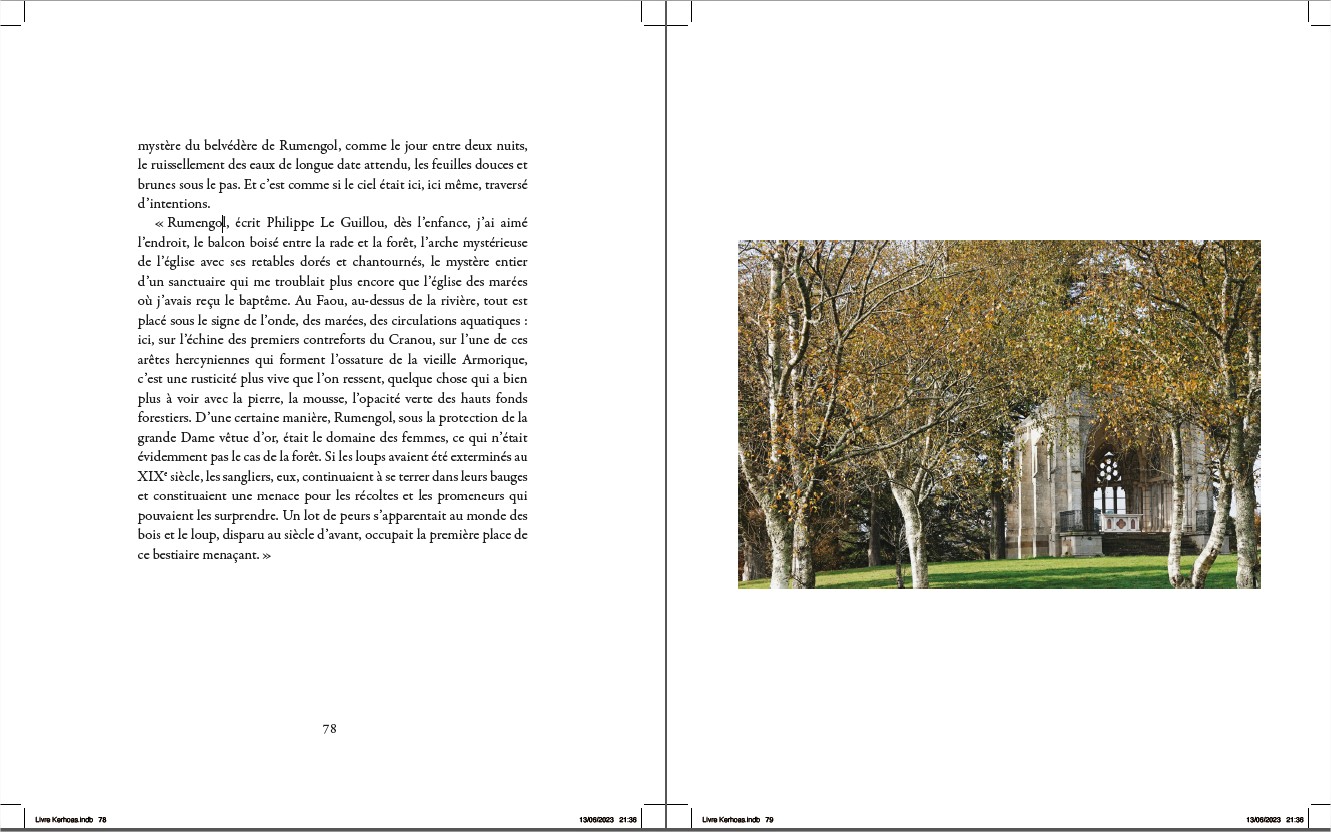 mystère du belvédère de Rumengol, comme le jour entre deux nuits,
le ruissellement des eaux de longue date attendu, les feuilles douces et
brunes sous le pas. Et c’est comme si le ciel était ici, ici même, traversé
d’intentions.
« Rumengol, écrit Philippe Le Guillou, dès l’enfance, j’ai aimé
l’endroit, le balcon boisé entre la rade et la forêt, l’arche mystérieuse
de l’église avec ses retables dorés et chantournés, le mystère entier
d’un sanctuaire qui me troublait plus encore que l’église des marées
où j’avais reçu le baptême. Au Faou, au-dessus de la rivière, tout est
placé sous le signe de l’onde, des marées, des circulations aquatiques :
ici, sur l’échine des premiers contreforts du Cranou, sur l’une de ces
arêtes hercyniennes qui forment l’ossature de la vieille Armorique,
c’est une rusticité plus vive que l’on ressent, quelque chose qui a bien
plus à voir avec la pierre, la mousse, l’opacité verte des hauts fonds
forestiers. D’une certaine manière, Rumengol, sous la protection de la
grande Dame vêtue d’or, était le domaine des femmes, ce qui n’était
évidemment pas le cas de la forêt. Si les loups avaient été exterminés au
XIXe siècle, les sangliers, eux, continuaient à se terrer dans leurs bauges
et constituaient une menace pour les récoltes et les promeneurs qui
pouvaient les surprendre. Un lot de peurs s’apparentait au monde des
bois et le loup, disparu au siècle d’avant, occupait la première place de
ce bestiaire menaçant. »
78
Livre Kerhoas.indb 78
13/06/2023 21:36
Livre Kerhoas.indb 79
13/06/2023 21:36